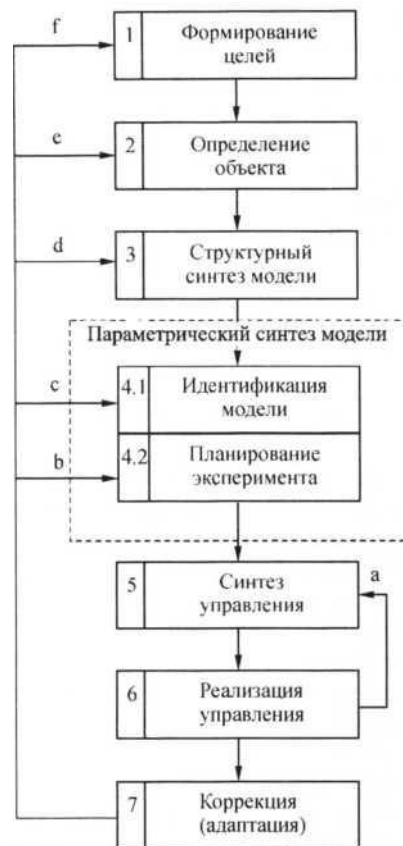 f
1
Формирование
целей
e
2
Определение
объекта
d
3
Структурный
синтез модели
Параметрический синтез модели
c
4.1
Идентификация
модели
b
4.2
Планирование
эксперимента
a
5
Синтез
управления
6
Реализация
управления
7
Коррекция
(адаптация)